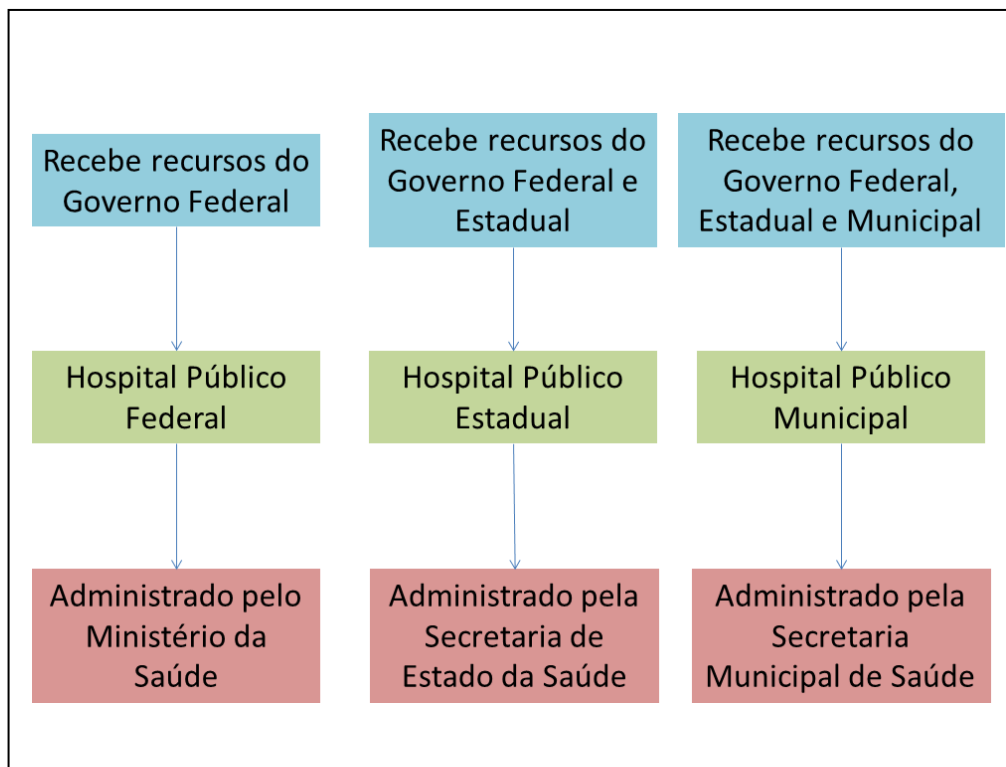 Recebe recursos do
Governo Federal
Recebe recursos do
Governo Federal e
Estadual
Recebe recursos do
Governo Federal,
Estadual e Municipal
Hospital Público
Federal
Hospital Público
Estadual
Hospital Público
Municipal
Administrado pelo
Ministério da
Saúde
Administrado pela
Secretaria de
Estado da Saúde
Administrado pela
Secretaria
Municipal de Saúde